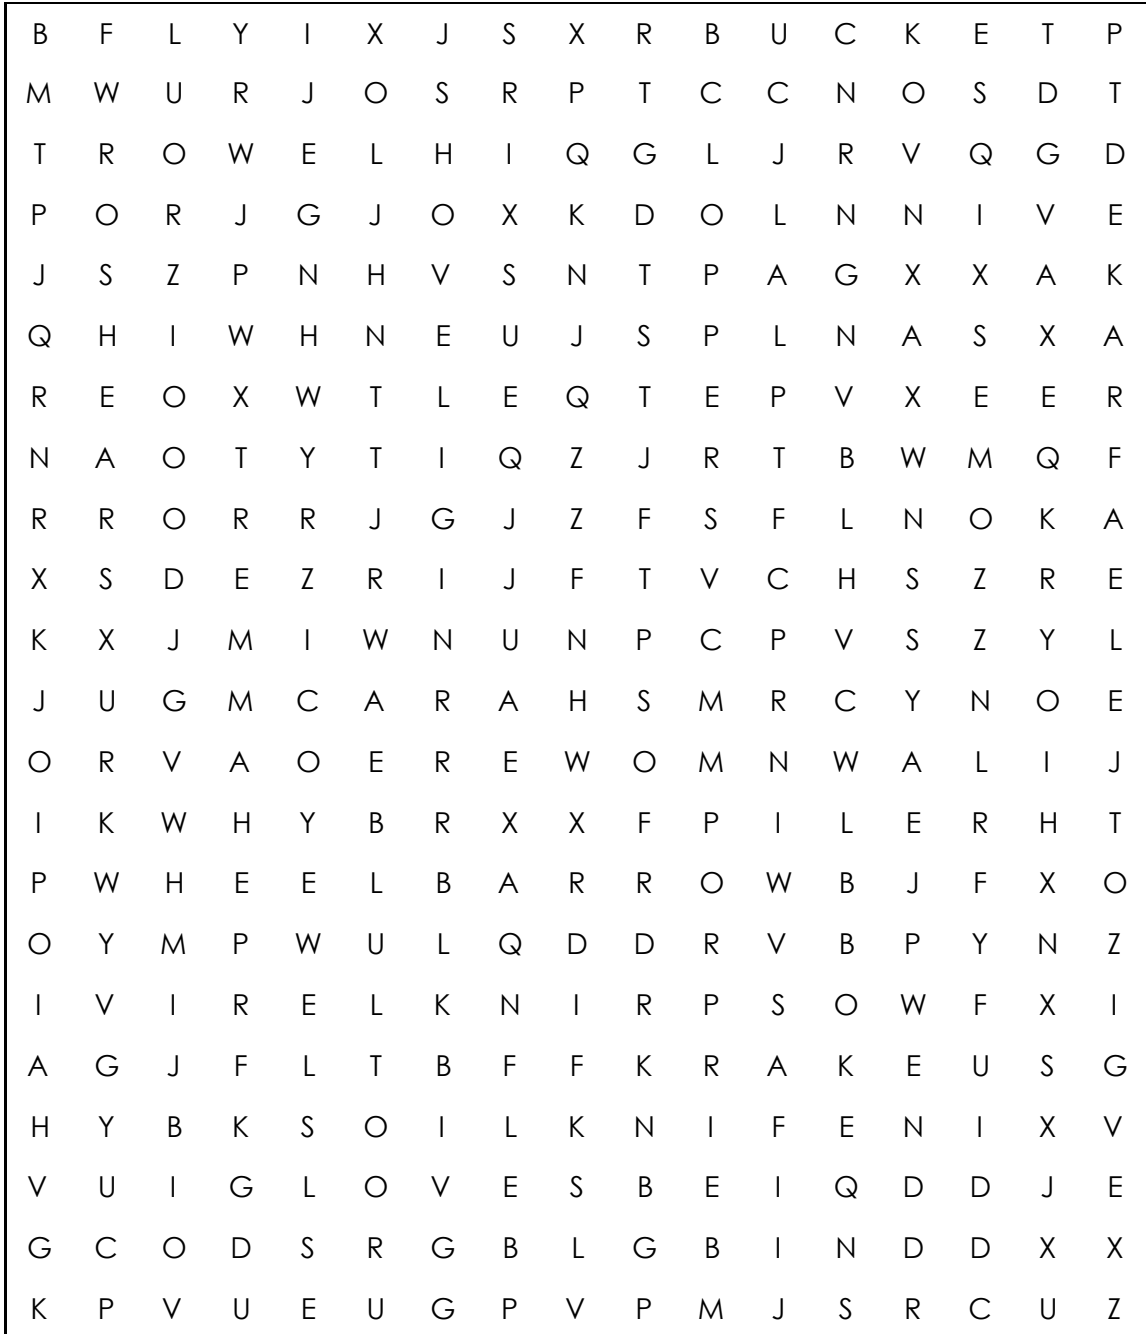 B F L Y I X J S X R B U C K E T P
M W U R J O S R P T C C N O S D T
T R O W E L H I Q G L J R V Q G D
P O R J G J O X K D O L N N I V E
J S Z P N H V S N T P A G X X A K
Q H I W H N E U J S P L N A S X A
R E O X W T L E Q T E P V X E E R
N A O T Y T I Q Z J R T B W M Q F
R R O R R J G J Z F S F L N O K A
X S D E Z R I J F T V C H S Z R E
K X J M I W N U N P C P V S Z Y L
J U G M C A R A H S M R C Y N O E
O R V A O E R E W O M N W A L I J
I K W H Y B R X X F P I L E R H T
P W H E E L B A R R O W B J F X O
O Y M P W U L Q D D R V B P Y N Z
I V I R E L K N I R P S O W F X I
A G J F L T B F F K R A K E U S G
H Y B K S O I L K N I F E N I X V
V U I G L O V E S B E I Q D D J E
G C O D S R G B L G B I N D D X X
K P V U E U G P V P M J S R C U Z